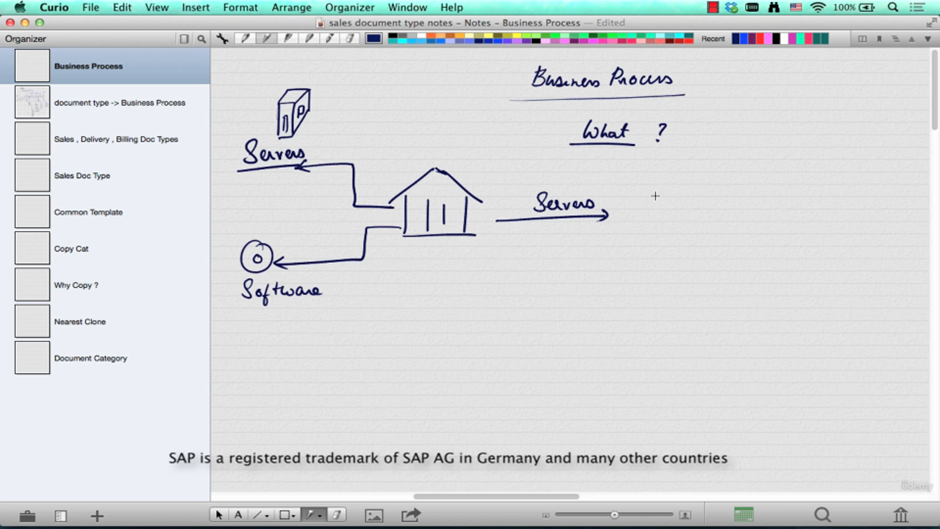 Curio File Edit View Insert Format Arrange Organizer Window Help 100%
sales document type notes - Notes - Business Process — Edited
Organizer
Recent
Business Process
document type -> Business Process
Sales , Delivery , Billing Doc Types
Sales Doc Type
Common Template
Copy Cat
Why Copy ?
Nearest Clone
Document Category
Business Process
What ?
Servers
Servers
Software
SAP is a registered trademark of SAP AG in Germany and many other countries
A
Udemy